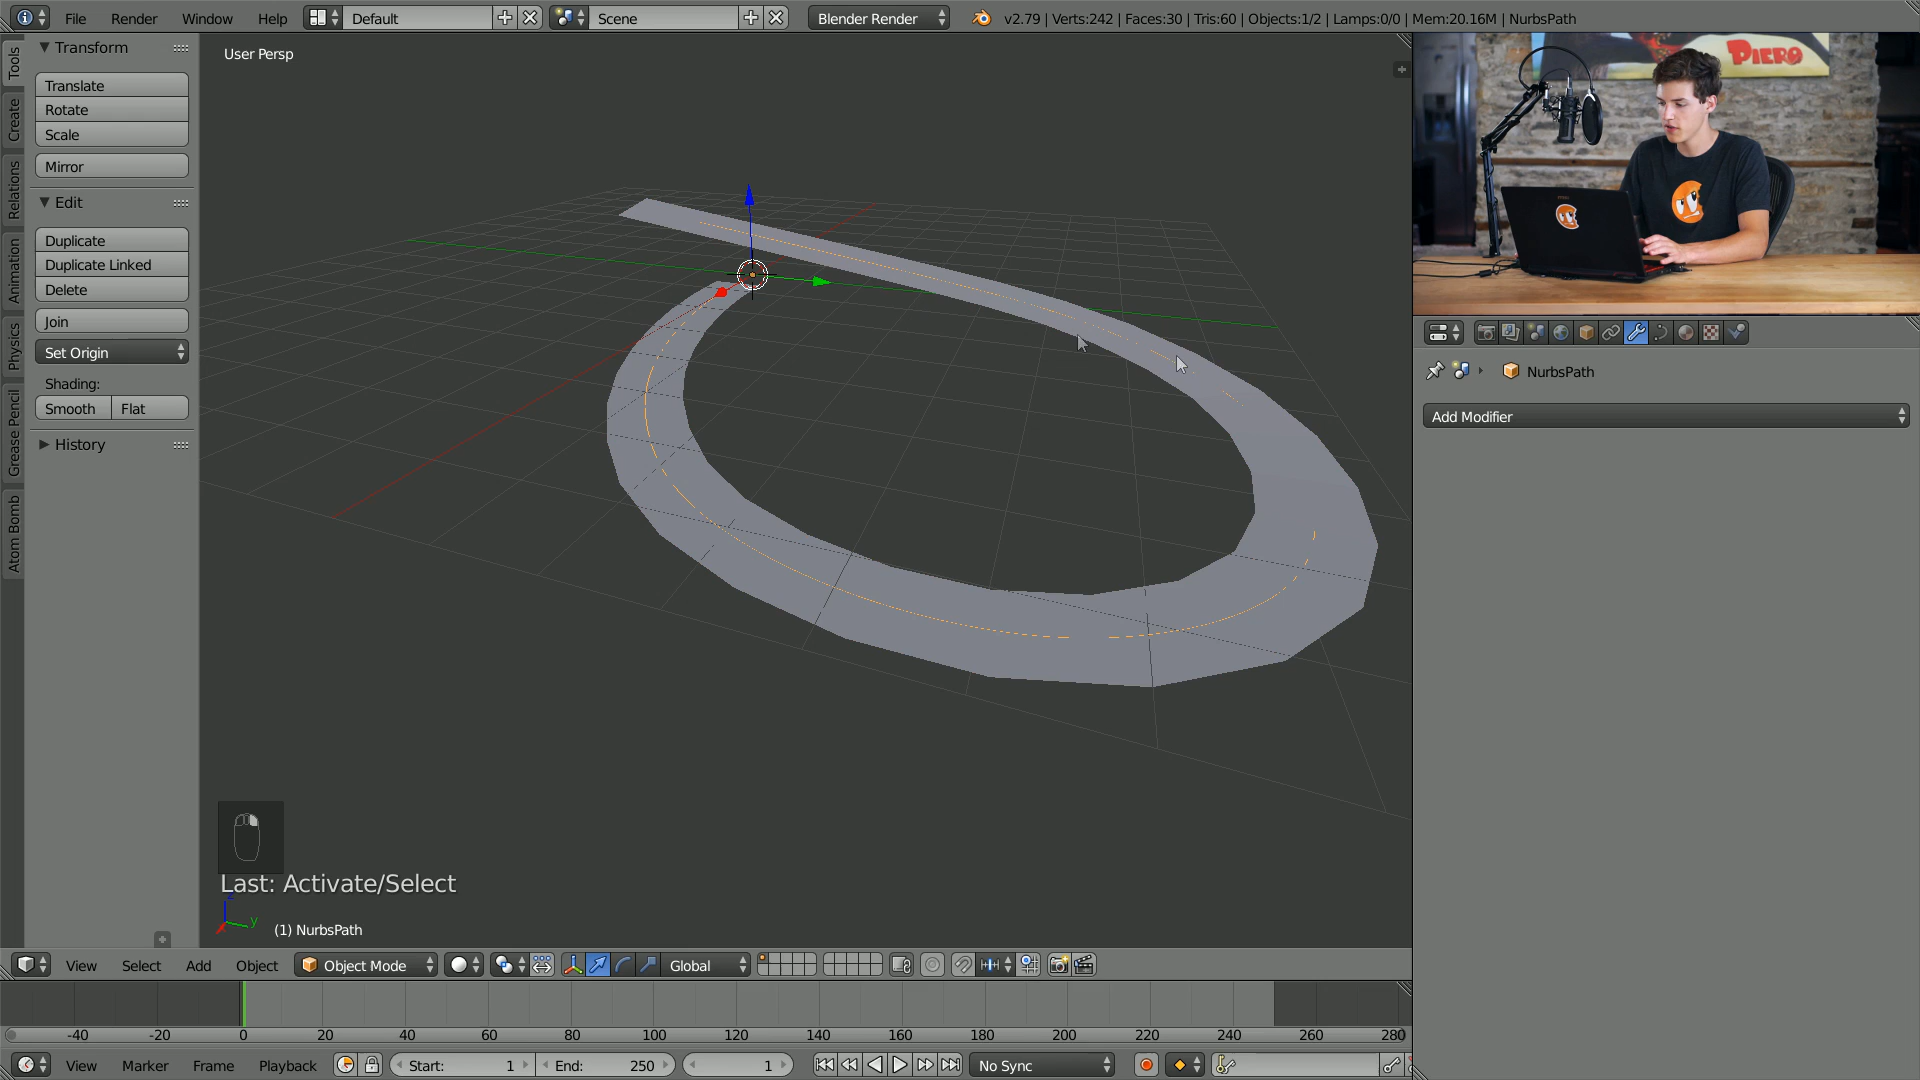 File Render Window Help Default Scene Blender Render v2.79 | Verts:242 | Faces:30 | Tris:60 | Objects:1/2 | Lamps:0/0 | Mem:20.16M | NurbsPath
Tools
Create
Relations
Animation
Physics
Grease Pencil
Atom Bomb
Transform
Translate
Rotate
Scale
Mirror
Edit
Duplicate
Duplicate Linked
Delete
Join
Set Origin
Shading:
Smooth Flat
History
User Persp
PIERO
NurbsPath
Add Modifier
Last: Activate/Select
z
y
(1) NurbsPath
View Select Add Object Object Mode Global
-40 -20 0 20 40 60 80 100 120 140 160 180 200 220 240 260 280
View Marker Frame Playback Start: 1 End: 250 1 No Sync